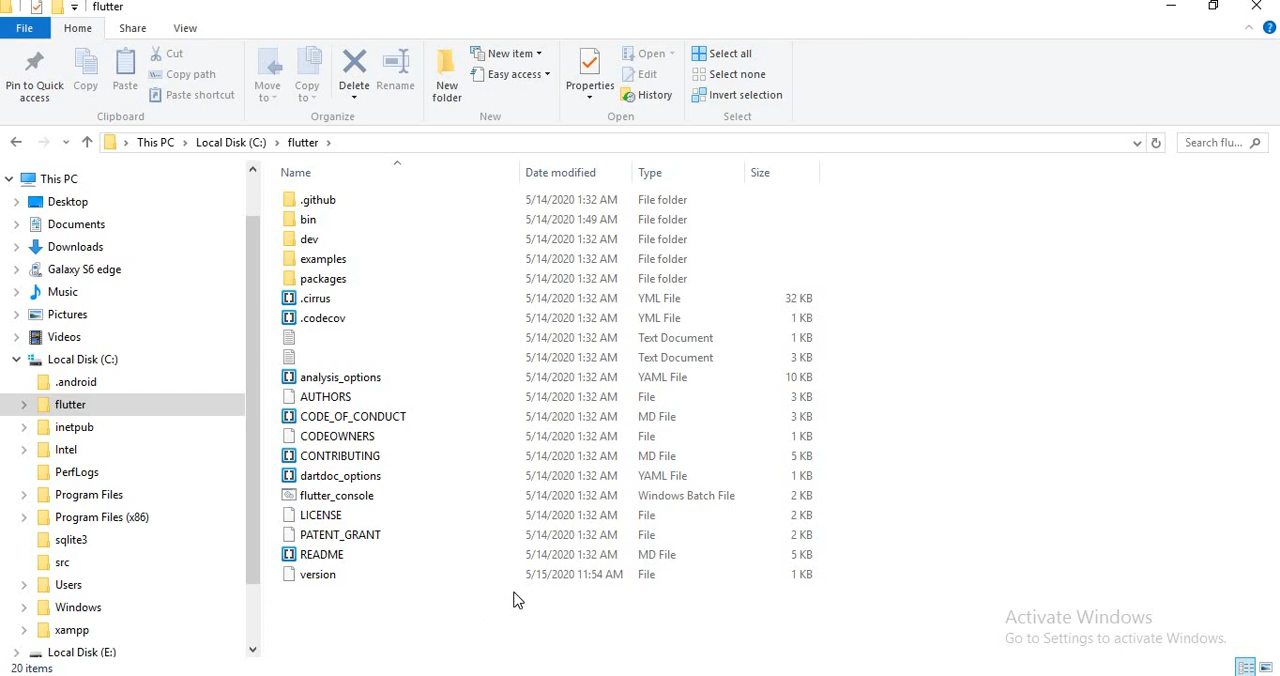 flutter
File Home Share View
Pin to Quick access
Copy
Paste
Cut
Copy path
Paste shortcut
Clipboard
Move to
Copy to
Delete
Rename
Organize
New folder
New item
Easy access
New
Properties
Open
Edit
History
Open
Select all
Select none
Invert selection
Select
This PC > Local Disk (C:) > flutter >
Search flu...
This PC
Desktop
Documents
Downloads
Galaxy S6 edge
Music
Pictures
Videos
Local Disk (C:)
.android
flutter
inetpub
Intel
PerfLogs
Program Files
Program Files (x86)
sqlite3
src
Users
Windows
xampp
Local Disk (E:)
Name Date modified Type Size
.github 5/14/2020 1:32 AM File folder
bin 5/14/2020 1:49 AM File folder
dev 5/14/2020 1:32 AM File folder
examples 5/14/2020 1:32 AM File folder
packages 5/14/2020 1:32 AM File folder
.cirrus 5/14/2020 1:32 AM YML File 32 KB
.codecov 5/14/2020 1:32 AM YML File 1 KB
5/14/2020 1:32 AM Text Document 1 KB
5/14/2020 1:32 AM Text Document 3 KB
analysis_options 5/14/2020 1:32 AM YAML File 10 KB
AUTHORS 5/14/2020 1:32 AM File 3 KB
CODE_OF_CONDUCT 5/14/2020 1:32 AM MD File 3 KB
CODEOWNERS 5/14/2020 1:32 AM File 1 KB
CONTRIBUTING 5/14/2020 1:32 AM MD File 5 KB
dartdoc_options 5/14/2020 1:32 AM YAML File 1 KB
flutter_console 5/14/2020 1:32 AM Windows Batch File 2 KB
LICENSE 5/14/2020 1:32 AM File 2 KB
PATENT_GRANT 5/14/2020 1:32 AM File 2 KB
README 5/14/2020 1:32 AM MD File 5 KB
version 5/15/2020 11:54 AM File 1 KB
Activate Windows
Go to Settings to activate Windows.
20 items